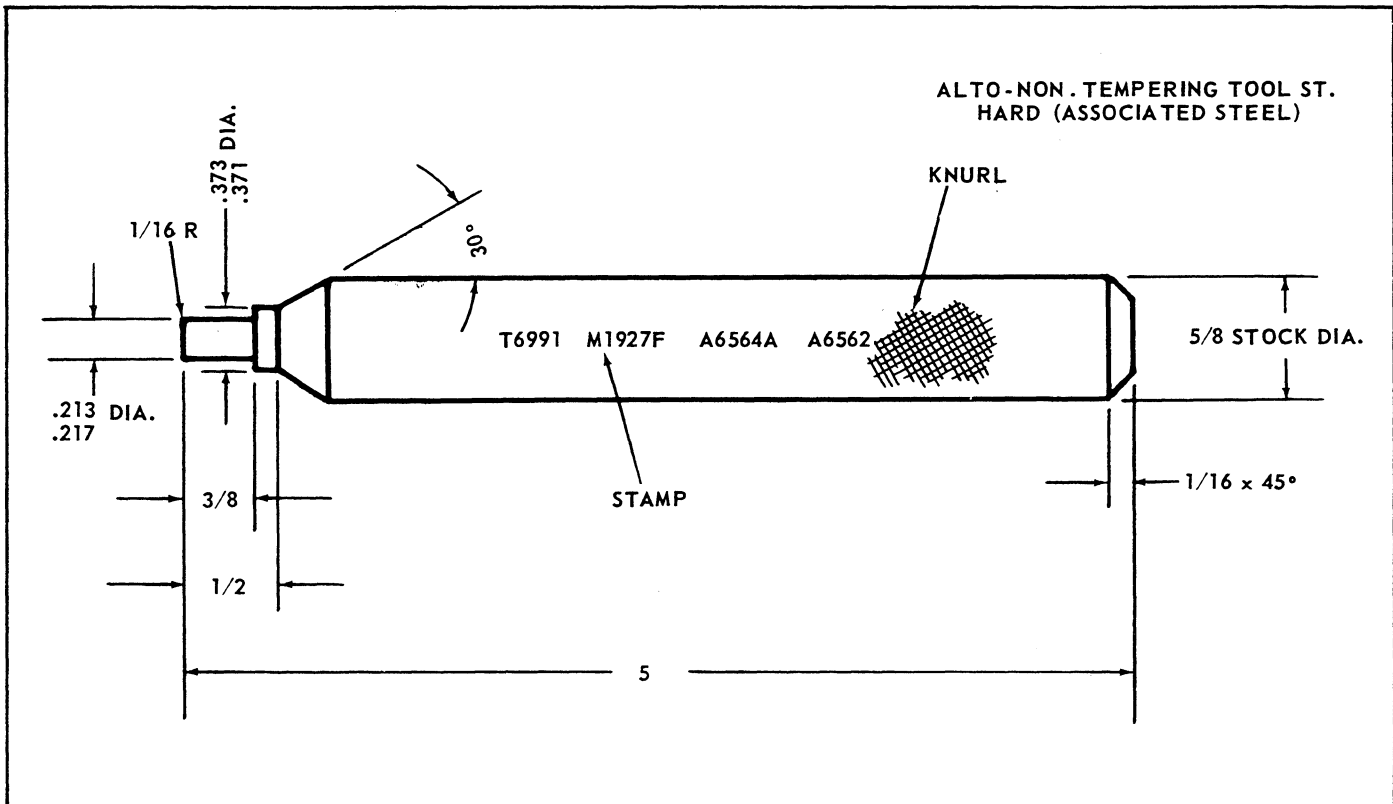 ALTO-NON. TEMPERING TOOL ST.
HARD (ASSOCIATED STEEL)
.373 DIA.
.371
KNURL
1/16 R
30°
T6991 M1927F A6564A A6562
5/8 STOCK DIA.
.213 DIA.
.217
STAMP
3/8
1/16 x 45°
1/2
5